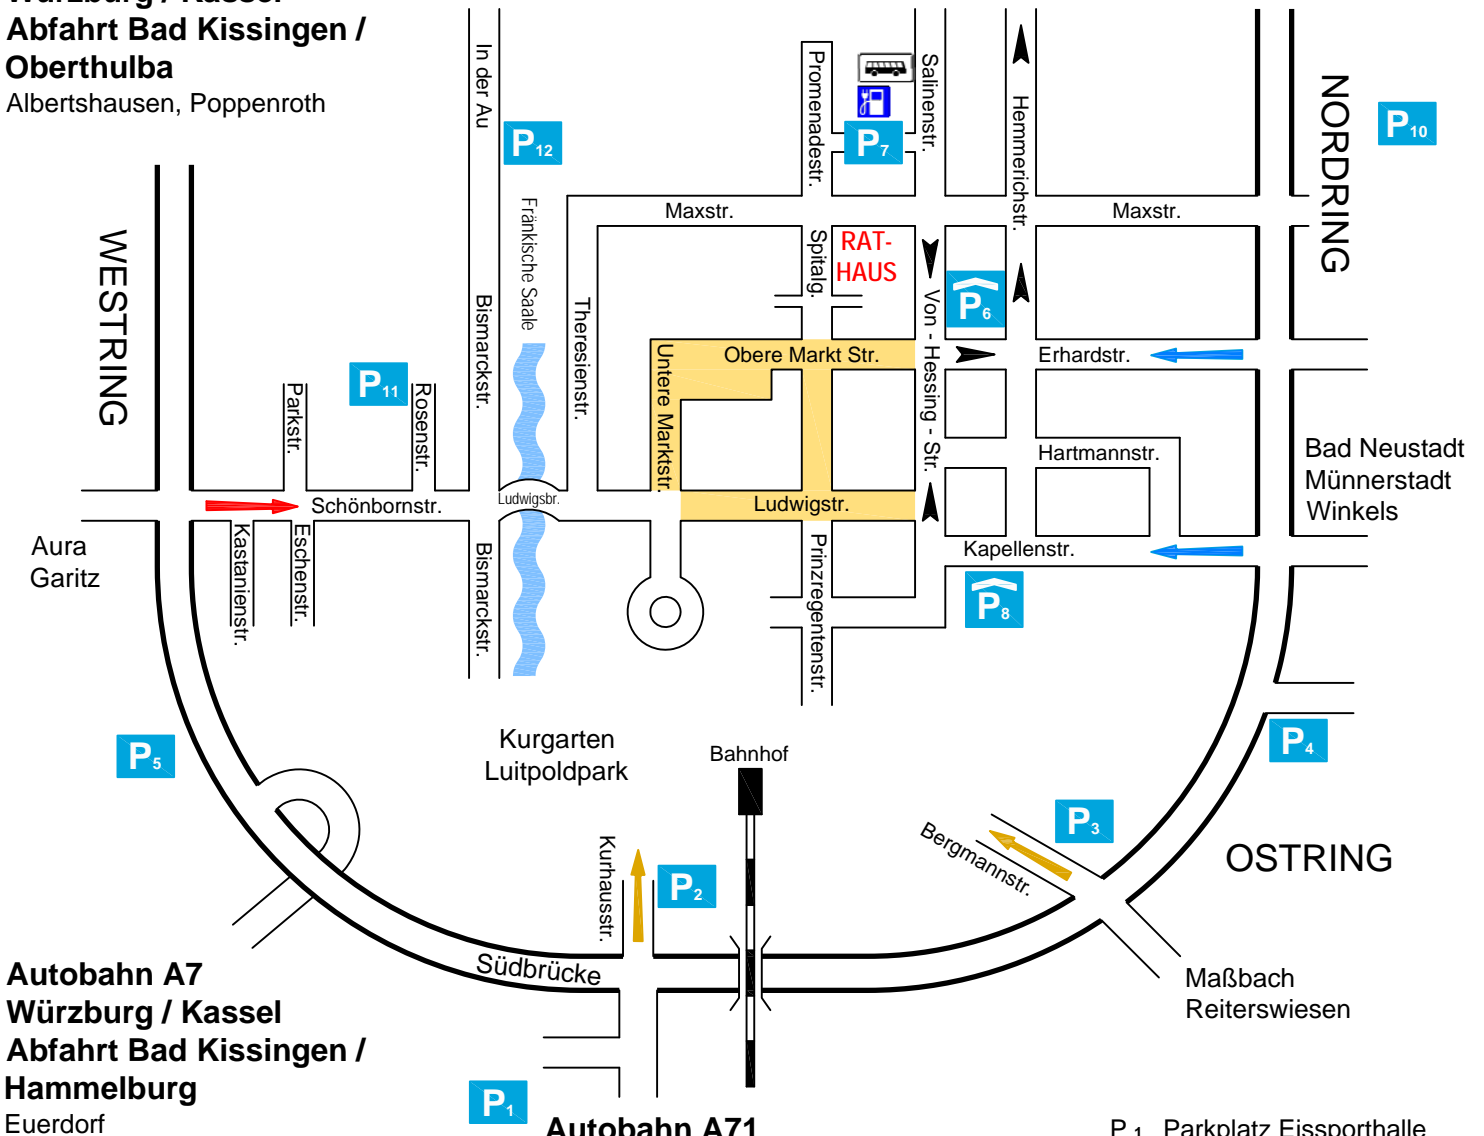 Würzburg / Kassel
Abfahrt Bad Kissingen /
Oberthulba
Albertshausen, Poppenroth
In der Au
P12
Promenadestr.
P7
Salinenstr.
Hemmerichstr.
NORDRING
P10
Fränkische Saale
Maxstr.
Maxstr.
WESTRING
Spitalg.
RAT-
HAUS
P6
Bismarckstr.
Theresienstr.
Von - Hessing - Str.
Untere Marktstr.
Obere Markt Str.
Erhardstr.
P11
Parkstr.
Rosenstr.
Hartmannstr.
Bad Neustadt
Münnerstadt
Winkels
Schönbornstr.
Ludwigsbr.
Ludwigstr.
Aura
Garitz
Kastanienstr.
Eschenstr.
Bismarckstr.
Prinzregentenstr.
Kapellenstr.
P8
P5
Kurgarten
Luitpoldpark
Bahnhof
P4
P3
Bergmannstr.
OSTRING
Kurhausstr.
P2
Südbrücke
Maßbach
Reiterswiesen
Autobahn A7
Würzburg / Kassel
Abfahrt Bad Kissingen /
Hammelburg
Euerdorf
P1
Autobahn A71
P 1 Parkplatz Eissporthalle